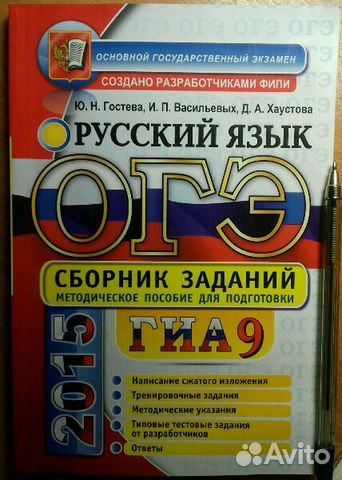 ОСНОВНОЙ ГОСУДАРСТВЕННЫЙ ЭКЗАМЕН
СОЗДАНО РАЗРАБОТЧИКАМИ ФИПИ
Ю. Н. Гостева, И. П. Васильевых, Д. А. Хаустова
РУССКИЙ ЯЗЫК
ОГЭ
СБОРНИК ЗАДАНИЙ
МЕТОДИЧЕСКОЕ ПОСОБИЕ ДЛЯ ПОДГОТОВКИ
ГИА 9
2015
Написание сжатого изложения
Тренировочные задания
Методические указания
Типовые тестовые задания
от разработчиков
Ответы
Avito